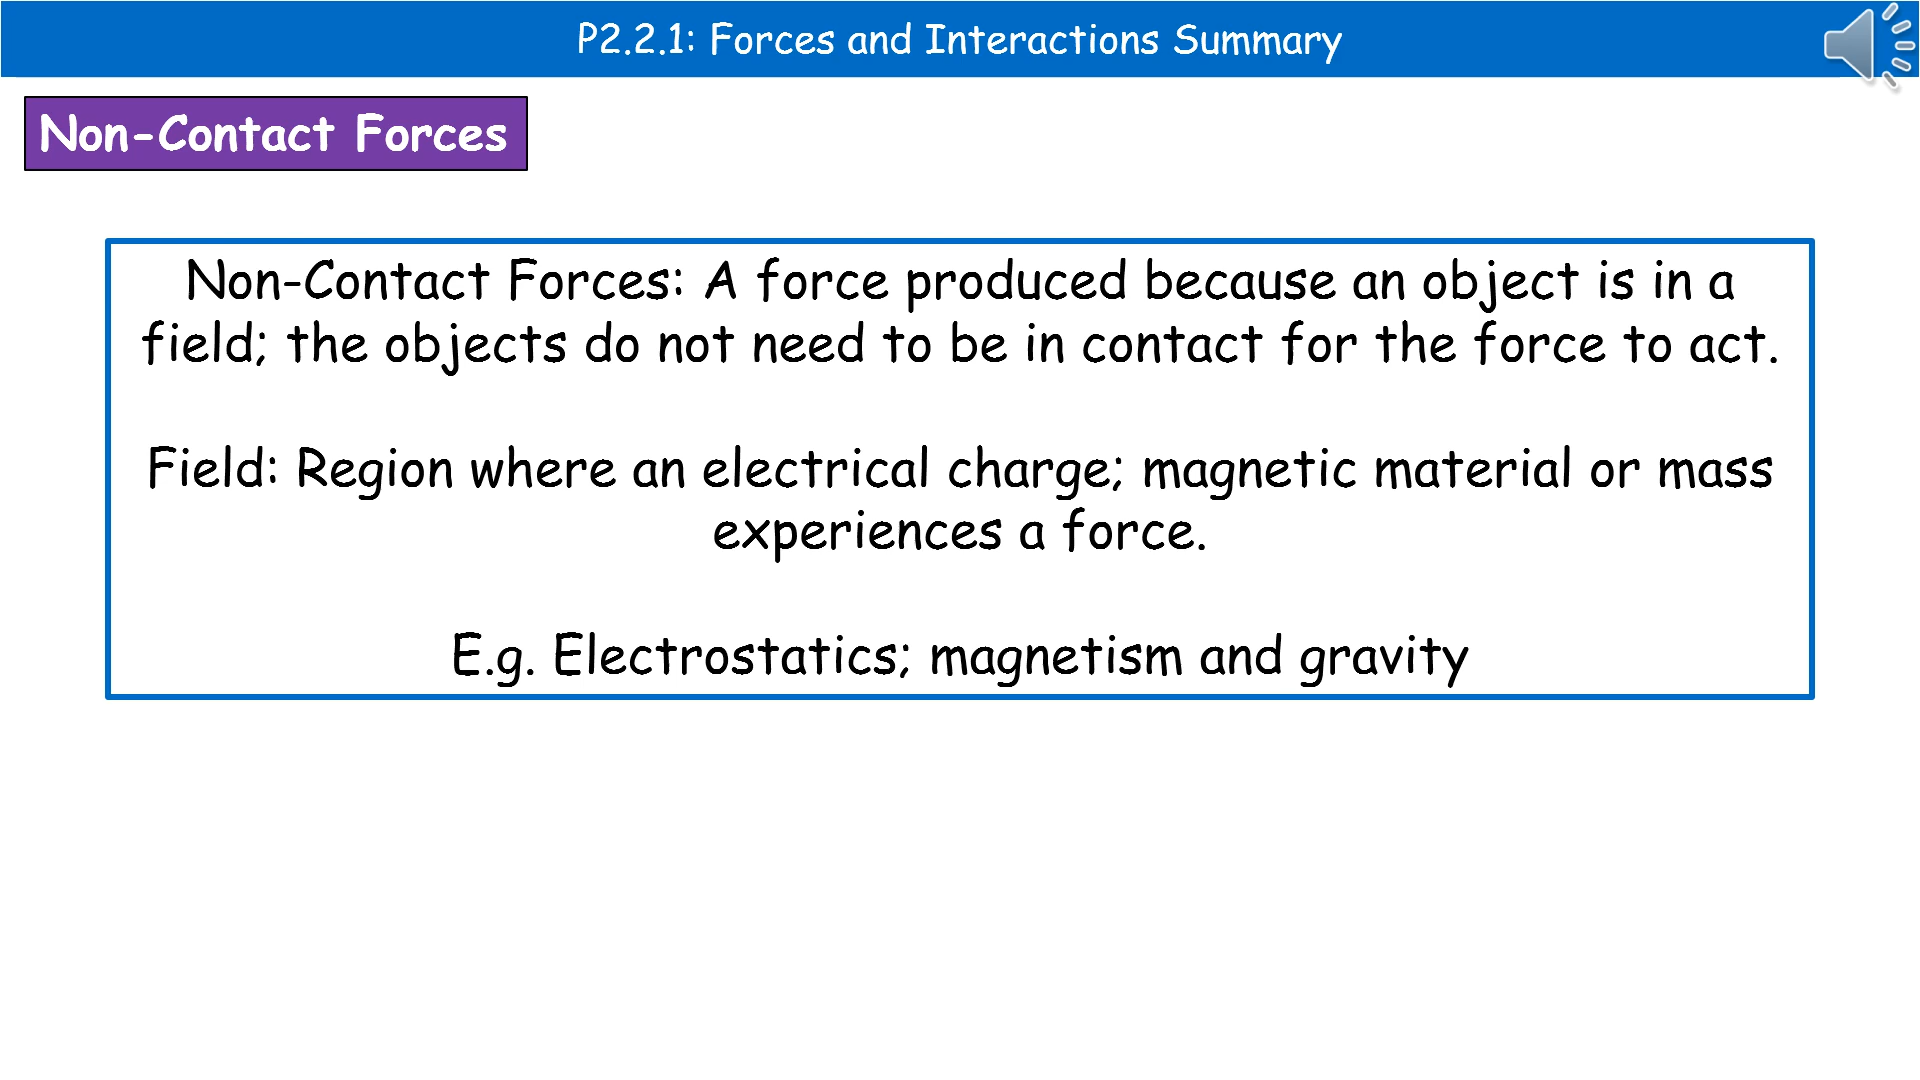 P2.2.1: Forces and Interactions Summary
Non-Contact Forces
Non-Contact Forces: A force produced because an object is in a
field; the objects do not need to be in contact for the force to act.
Field: Region where an electrical charge; magnetic material or mass
experiences a force.
E.g. Electrostatics; magnetism and gravity